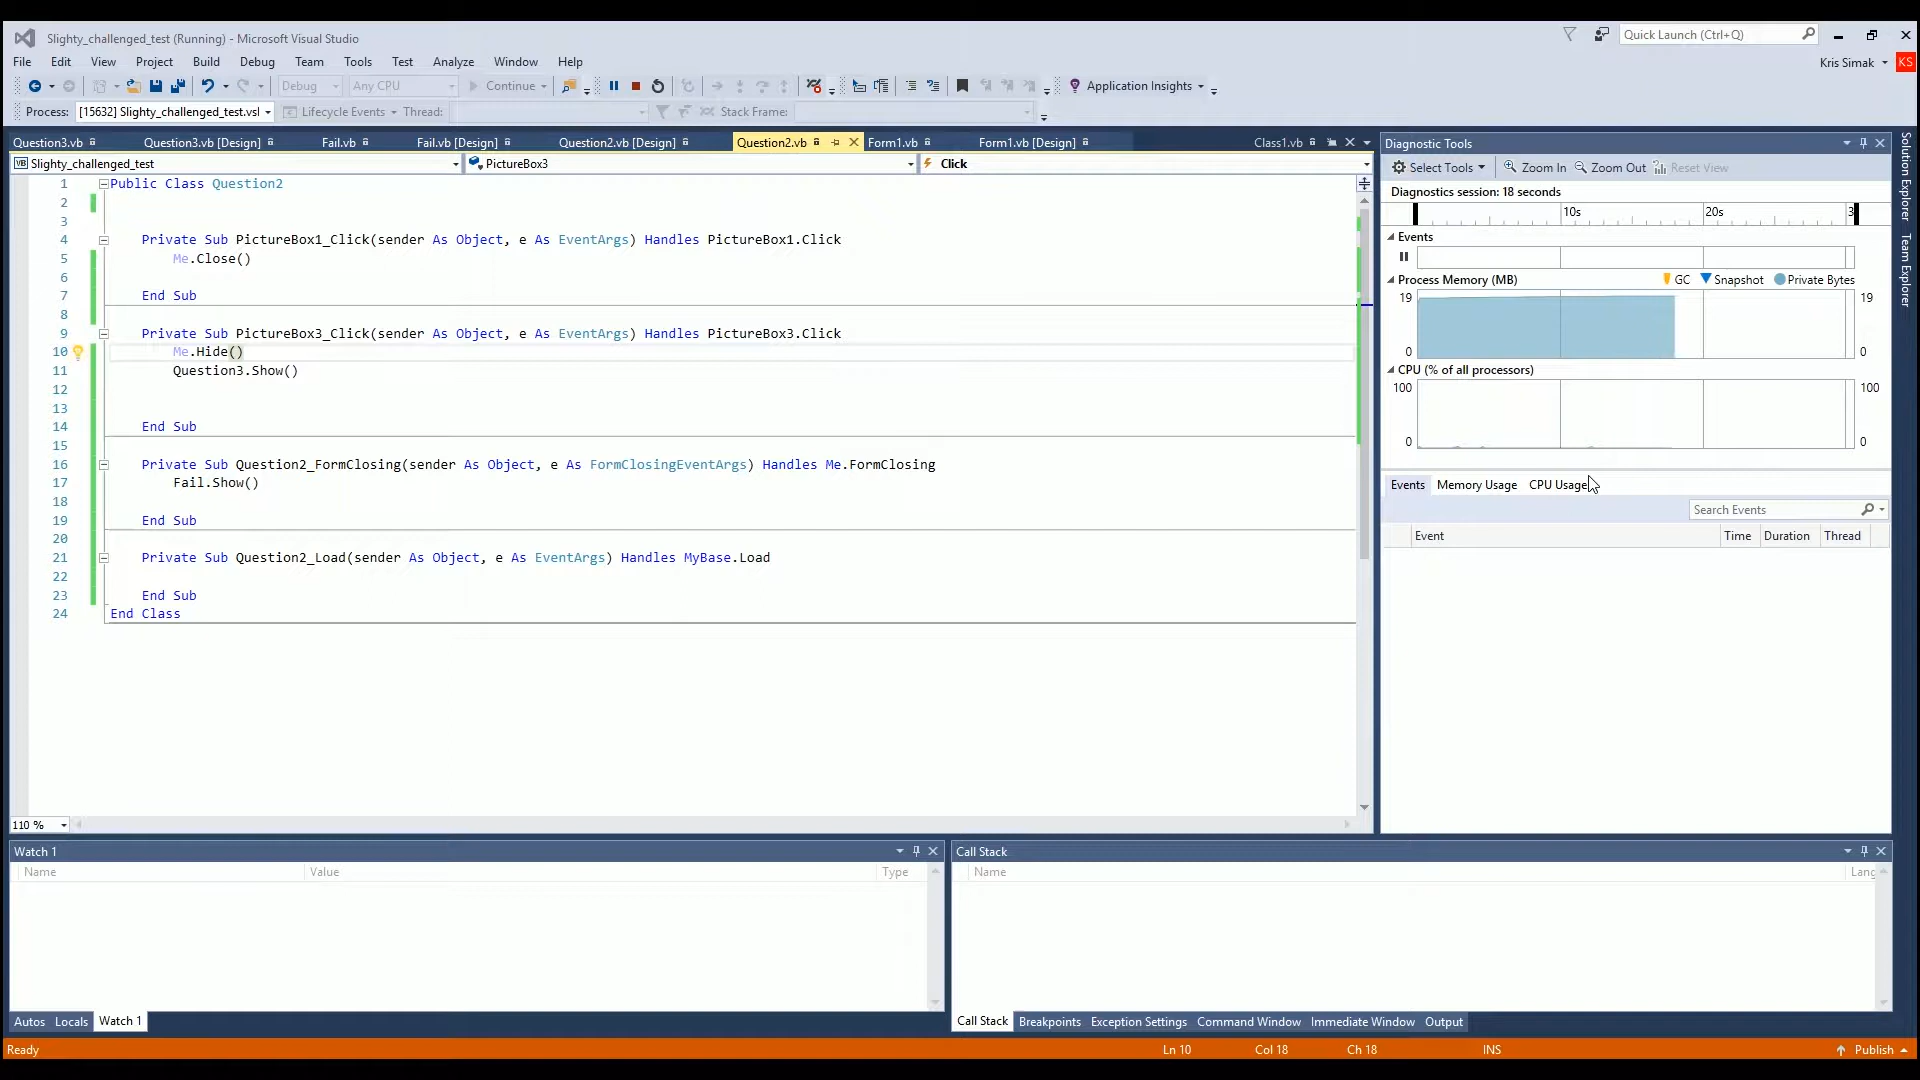 Slighty_challenged_test (Running) - Microsoft Visual Studio
Quick Launch (Ctrl+Q)
File Edit View Project Build Debug Team Tools Test Analyze Window Help
Kris Simak KS
Debug Any CPU Continue Application Insights
Process: [15632] Slighty_challenged_test.vsl Lifecycle Events Thread: Stack Frame:
Question3.vb Question3.vb [Design] Fail.vb Fail.vb [Design] Question2.vb [Design] Question2.vb Form1.vb Form1.vb [Design] Class1.vb
VB Slighty_challenged_test PictureBox3 Click
1 Public Class Question2
2
3
4 Private Sub PictureBox1_Click(sender As Object, e As EventArgs) Handles PictureBox1.Click
5 Me.Close()
6
7 End Sub
8
9 Private Sub PictureBox3_Click(sender As Object, e As EventArgs) Handles PictureBox3.Click
10 Me.Hide()
11 Question3.Show()
12
13
14 End Sub
15
16 Private Sub Question2_FormClosing(sender As Object, e As FormClosingEventArgs) Handles Me.FormClosing
17 Fail.Show()
18
19 End Sub
20
21 Private Sub Question2_Load(sender As Object, e As EventArgs) Handles MyBase.Load
22
23 End Sub
24 End Class
110 %
Diagnostic Tools
Select Tools Zoom In Zoom Out Reset View
Diagnostics session: 18 seconds
10s 20s 3
Events
Process Memory (MB) GC Snapshot Private Bytes
19 19
0 0
CPU (% of all processors)
100 100
0 0
Events Memory Usage CPU Usage
Search Events
Event Time Duration Thread
Solution Explorer
Team Explorer
Watch 1
Name Value Type
Autos Locals Watch 1
Call Stack
Name Lang
Call Stack Breakpoints Exception Settings Command Window Immediate Window Output
Ready Ln 10 Col 18 Ch 18 INS Publish